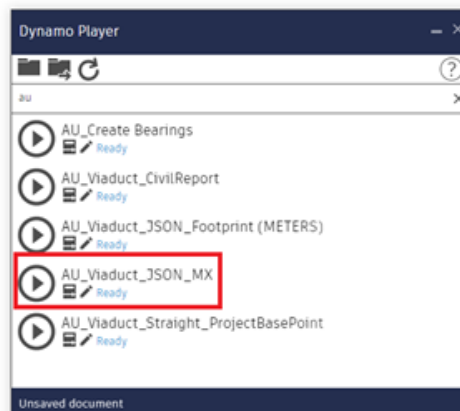 Dynamo Player
?
au
AU_Create Bearings
Ready
AU_Viaduct_CivilReport
Ready
AU_Viaduct_JSON_Footprint (METERS)
Ready
AU_Viaduct_JSON_MX
Ready
AU_Viaduct_Straight_ProjectBasePoint
Ready
Unsaved document